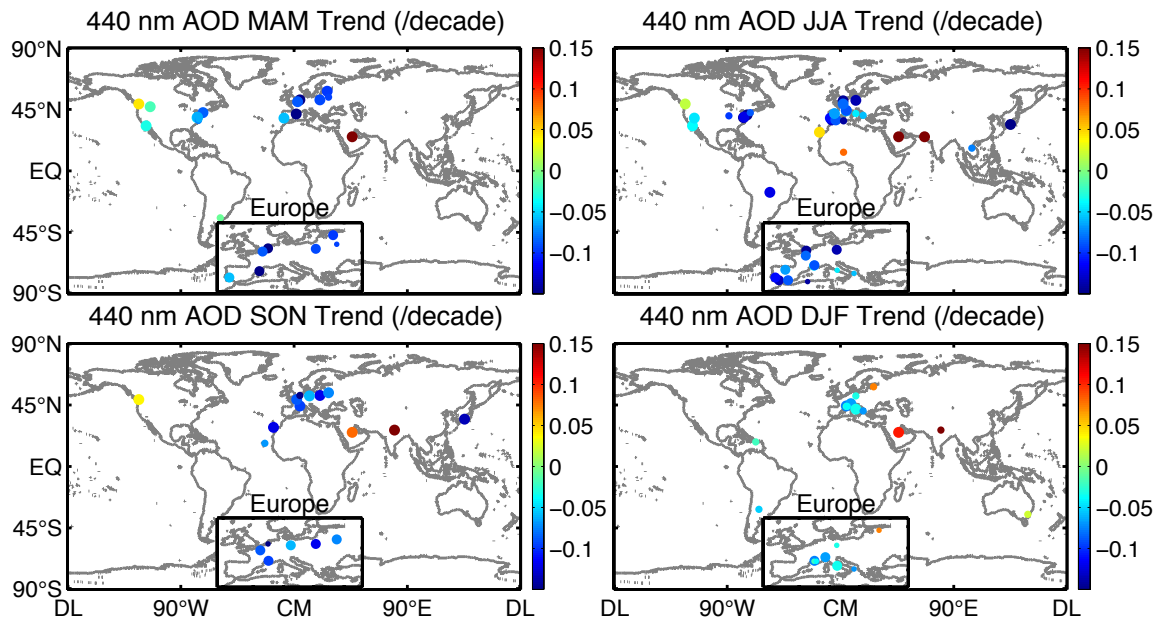 440 nm AOD MAM Trend (/decade)
440 nm AOD JJA Trend (/decade)
90°N
45°N
EQ
45°S
90°S
Europe
0.15
0.1
0.05
0
−0.05
−0.1
Europe
0.15
0.1
0.05
0
−0.05
−0.1
440 nm AOD SON Trend (/decade)
440 nm AOD DJF Trend (/decade)
90°N
45°N
EQ
45°S
90°S
Europe
0.15
0.1
0.05
0
−0.05
−0.1
Europe
0.15
0.1
0.05
0
−0.05
−0.1
DL 90°W CM 90°E DL
DL 90°W CM 90°E DL